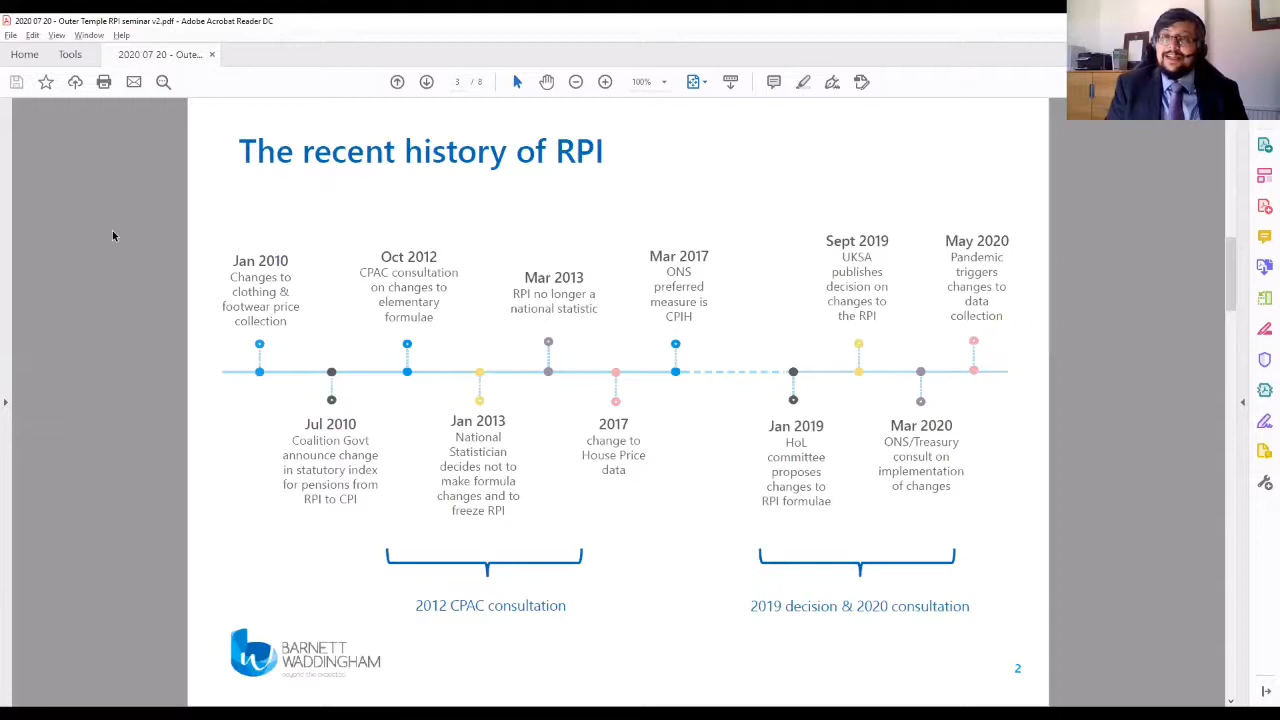 2020 07 20 - Outer Temple RPI seminar v2.pdf - Adobe Acrobat Reader DC
File Edit View Window Help
Home Tools 2020 07 20 - Oute... ×
3 / 8 100%
The recent history of RPI
Jan 2010
Changes to
clothing &
footwear price
collection
Oct 2012
CPAC consultation
on changes to
elementary
formulae
Mar 2013
RPI no longer a
national statistic
Mar 2017
ONS
preferred
measure is
CPIH
Sept 2019
UKSA
publishes
decision on
changes to
the RPI
May 2020
Pandemic
triggers
changes to
data
collection
Jul 2010
Coalition Govt
announce change
in statutory index
for pensions from
RPI to CPI
Jan 2013
National
Statistician
decides not to
make formula
changes and to
freeze RPI
2017
change to
House Price
data
Jan 2019
HoL
committee
proposes
changes to
RPI formulae
Mar 2020
ONS/Treasury
consult on
implementation
of changes
2012 CPAC consultation
2019 decision & 2020 consultation
BARNETT
WADDINGHAM
beyond the expected
2